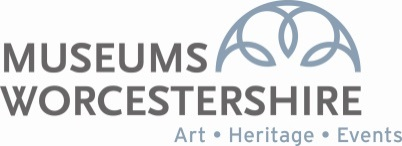 MUSEUMS
WORCESTERSHIRE
Art • Heritage • Events